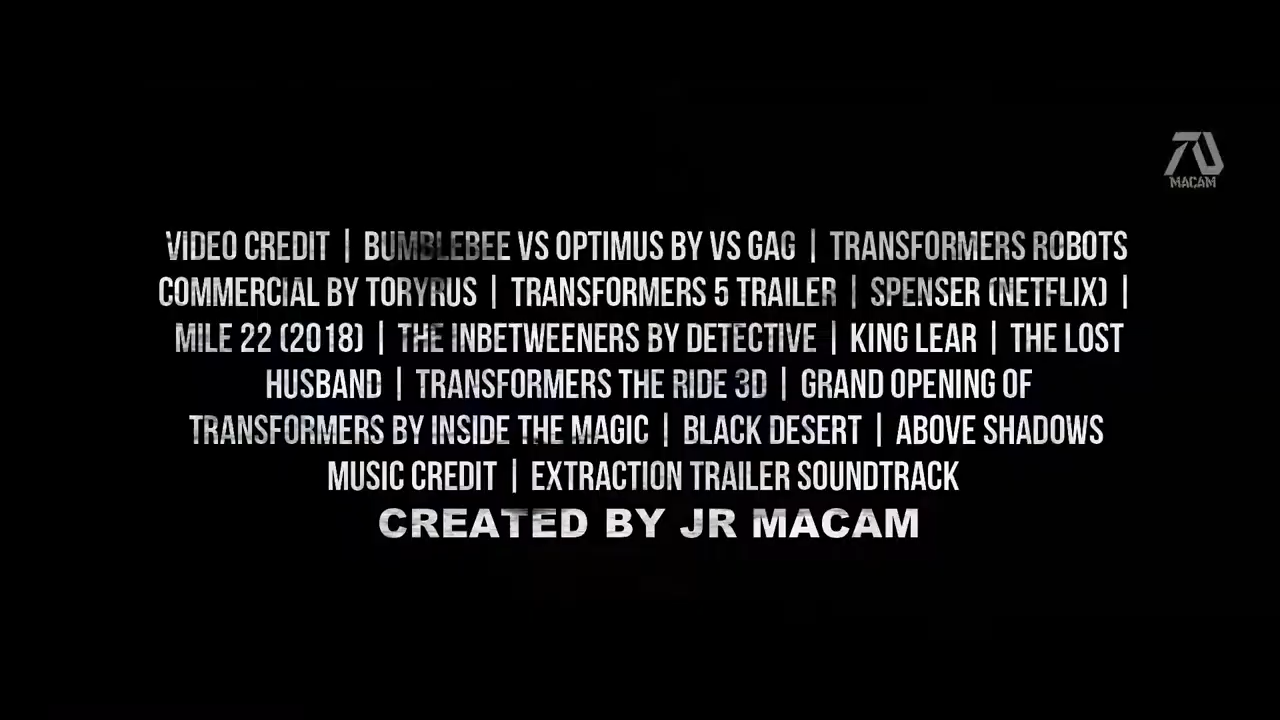 MACAM
VIDEO CREDIT | BUMBLEBEE VS OPTIMUS BY VS GAG | TRANSFORMERS ROBOTS
COMMERCIAL BY TORYRUS | TRANSFORMERS 5 TRAILER | SPENSER (NETFLIX) |
MILE 22 (2018) | THE INBETWEENERS BY DETECTIVE | KING LEAR | THE LOST
HUSBAND | TRANSFORMERS THE RIDE 3D | GRAND OPENING OF
TRANSFORMERS BY INSIDE THE MAGIC | BLACK DESERT | ABOVE SHADOWS
MUSIC CREDIT | EXTRACTION TRAILER SOUNDTRACK
CREATED BY JR MACAM